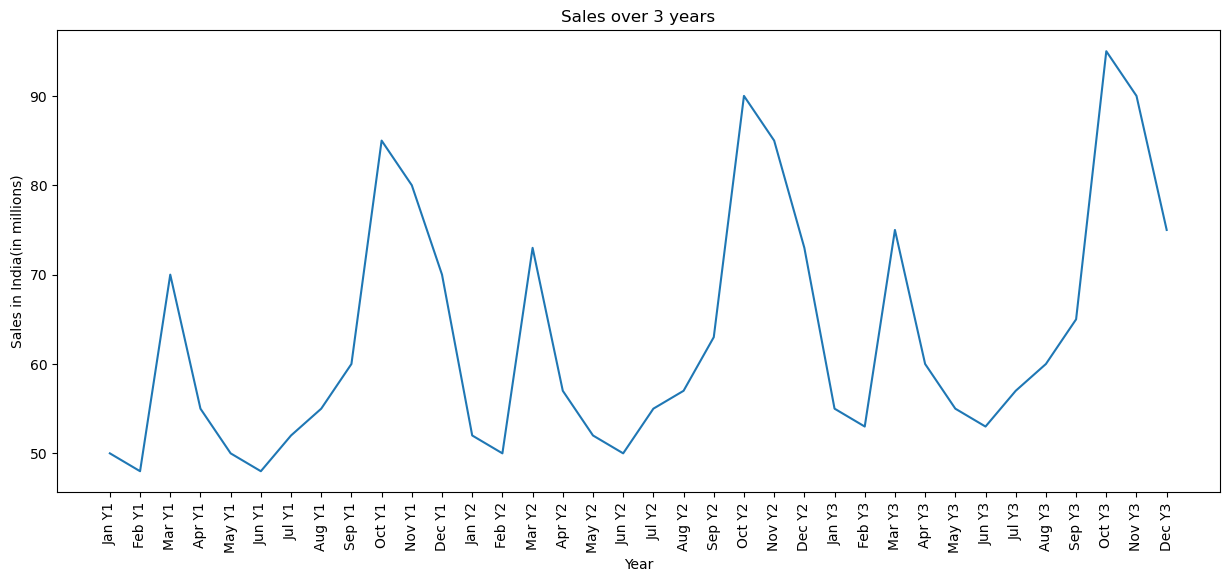 Sales over 3 years
Sales in India(in millions)
90
80
70
60
50
Jan Y1
Feb Y1
Mar Y1
Apr Y1
May Y1
Jun Y1
Jul Y1
Aug Y1
Sep Y1
Oct Y1
Nov Y1
Dec Y1
Jan Y2
Feb Y2
Mar Y2
Apr Y2
May Y2
Jun Y2
Jul Y2
Aug Y2
Sep Y2
Oct Y2
Nov Y2
Dec Y2
Jan Y3
Feb Y3
Mar Y3
Apr Y3
May Y3
Jun Y3
Jul Y3
Aug Y3
Sep Y3
Oct Y3
Nov Y3
Dec Y3
Year